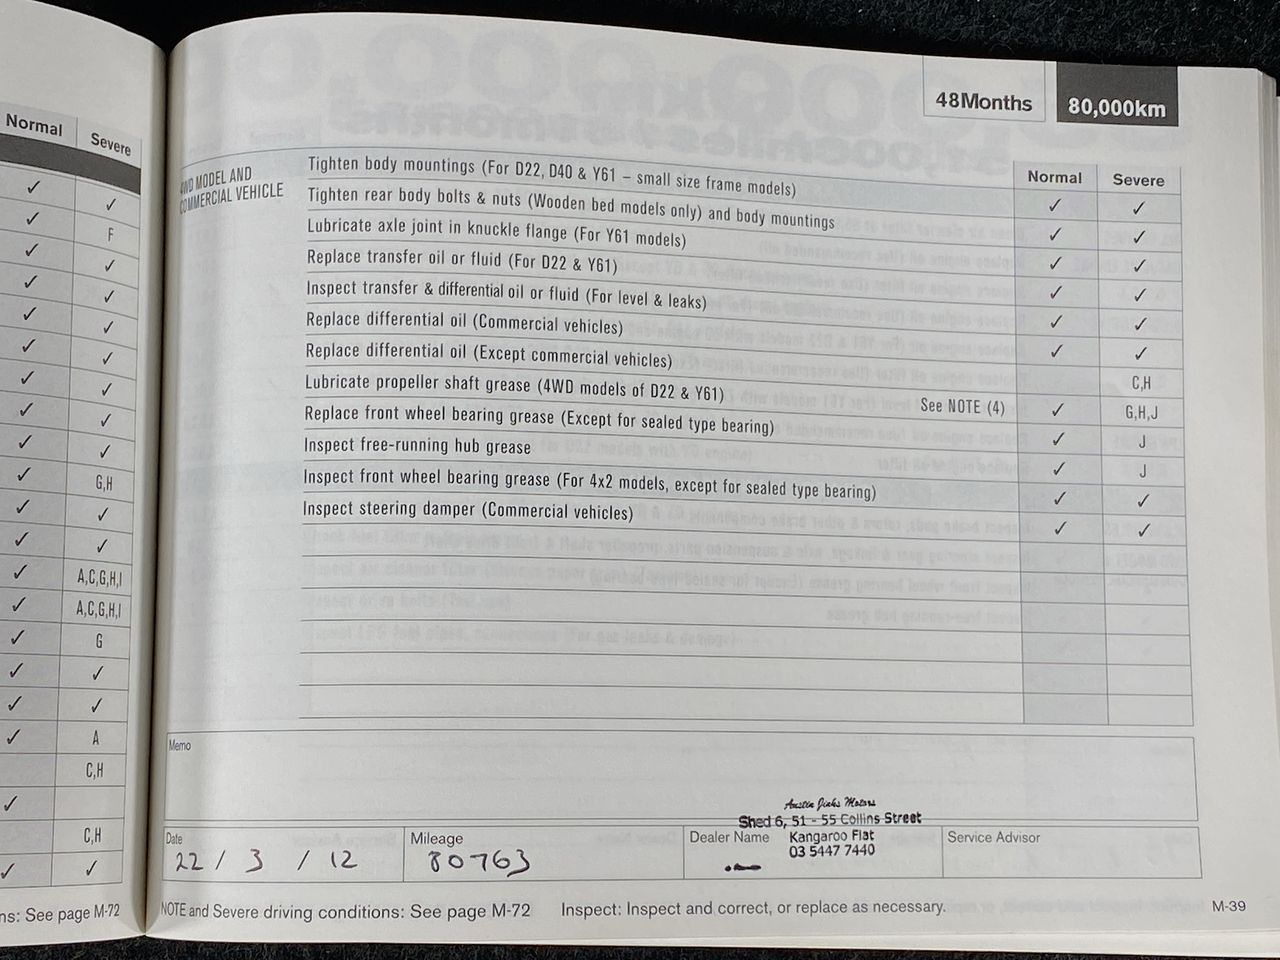 Normal Severe
✓ ✓
✓ F
✓ ✓
✓ ✓
✓ ✓
✓ ✓
✓ ✓
✓ ✓
✓ ✓
✓ G,H
✓ ✓
✓ ✓
✓ A,C,G,H,I
✓ A,C,G,H,I
✓ G
✓ ✓
✓ ✓
✓ A
C,H
✓
C,H
✓ ✓
ns: See page M-72
48Months 80,000km
Normal Severe
4WD MODEL AND
COMMERCIAL VEHICLE
Tighten body mountings (For D22, D40 & Y61 – small size frame models) ✓ ✓
Tighten rear body bolts & nuts (Wooden bed models only) and body mountings ✓ ✓
Lubricate axle joint in knuckle flange (For Y61 models) ✓ ✓
Replace transfer oil or fluid (For D22 & Y61) ✓ ✓
Inspect transfer & differential oil or fluid (For level & leaks) ✓ ✓
Replace differential oil (Commercial vehicles) ✓ ✓
Replace differential oil (Except commercial vehicles) C,H
Lubricate propeller shaft grease (4WD models of D22 & Y61) See NOTE (4) ✓ G,H,J
Replace front wheel bearing grease (Except for sealed type bearing) ✓ J
Inspect free-running hub grease ✓ J
Inspect front wheel bearing grease (For 4x2 models, except for sealed type bearing) ✓ ✓
Inspect steering damper (Commercial vehicles) ✓ ✓
Memo
Austin Jinks Motors
Shed 6, 51 - 55 Collins Street
Kangaroo Flat
03 5447 7440
Date
22 / 3 / 12
Mileage
80763
Dealer Name
Service Advisor
NOTE and Severe driving conditions: See page M-72 Inspect: Inspect and correct, or replace as necessary.
M-39